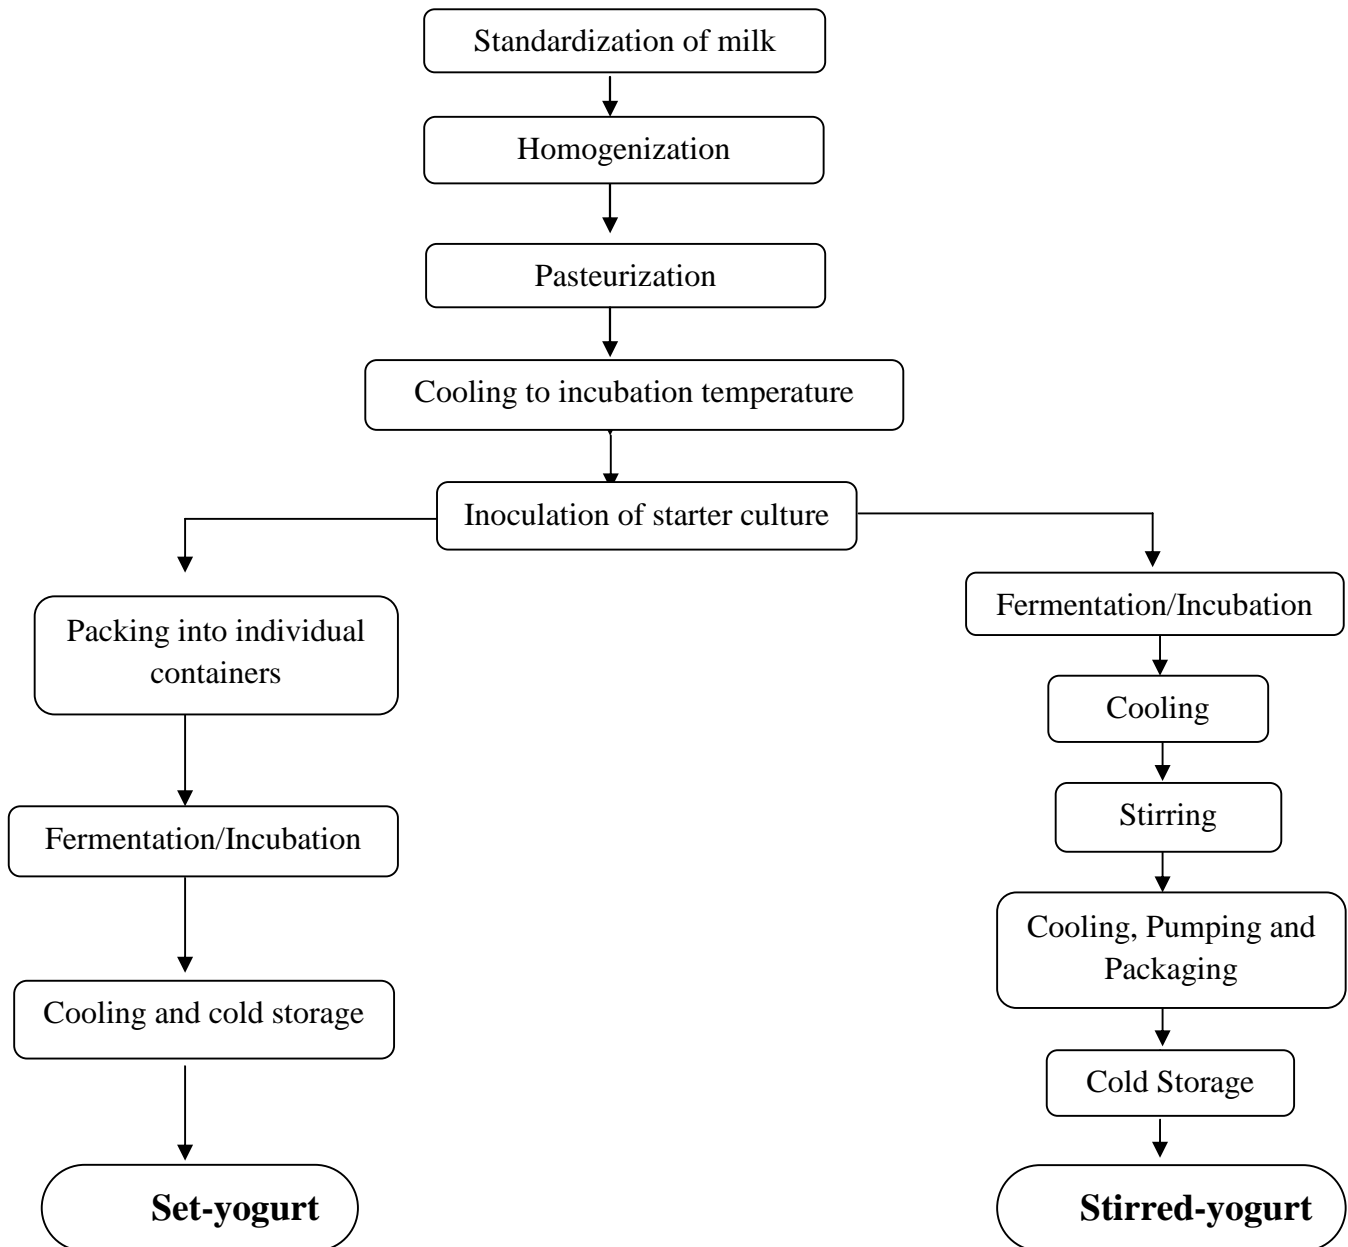 Standardization of milk
Homogenization
Pasteurization
Cooling to incubation temperature
Inoculation of starter culture
Packing into individual
containers
Fermentation/Incubation
Cooling and cold storage
Set-yogurt
Fermentation/Incubation
Cooling
Stirring
Cooling, Pumping and
Packaging
Cold Storage
Stirred-yogurt